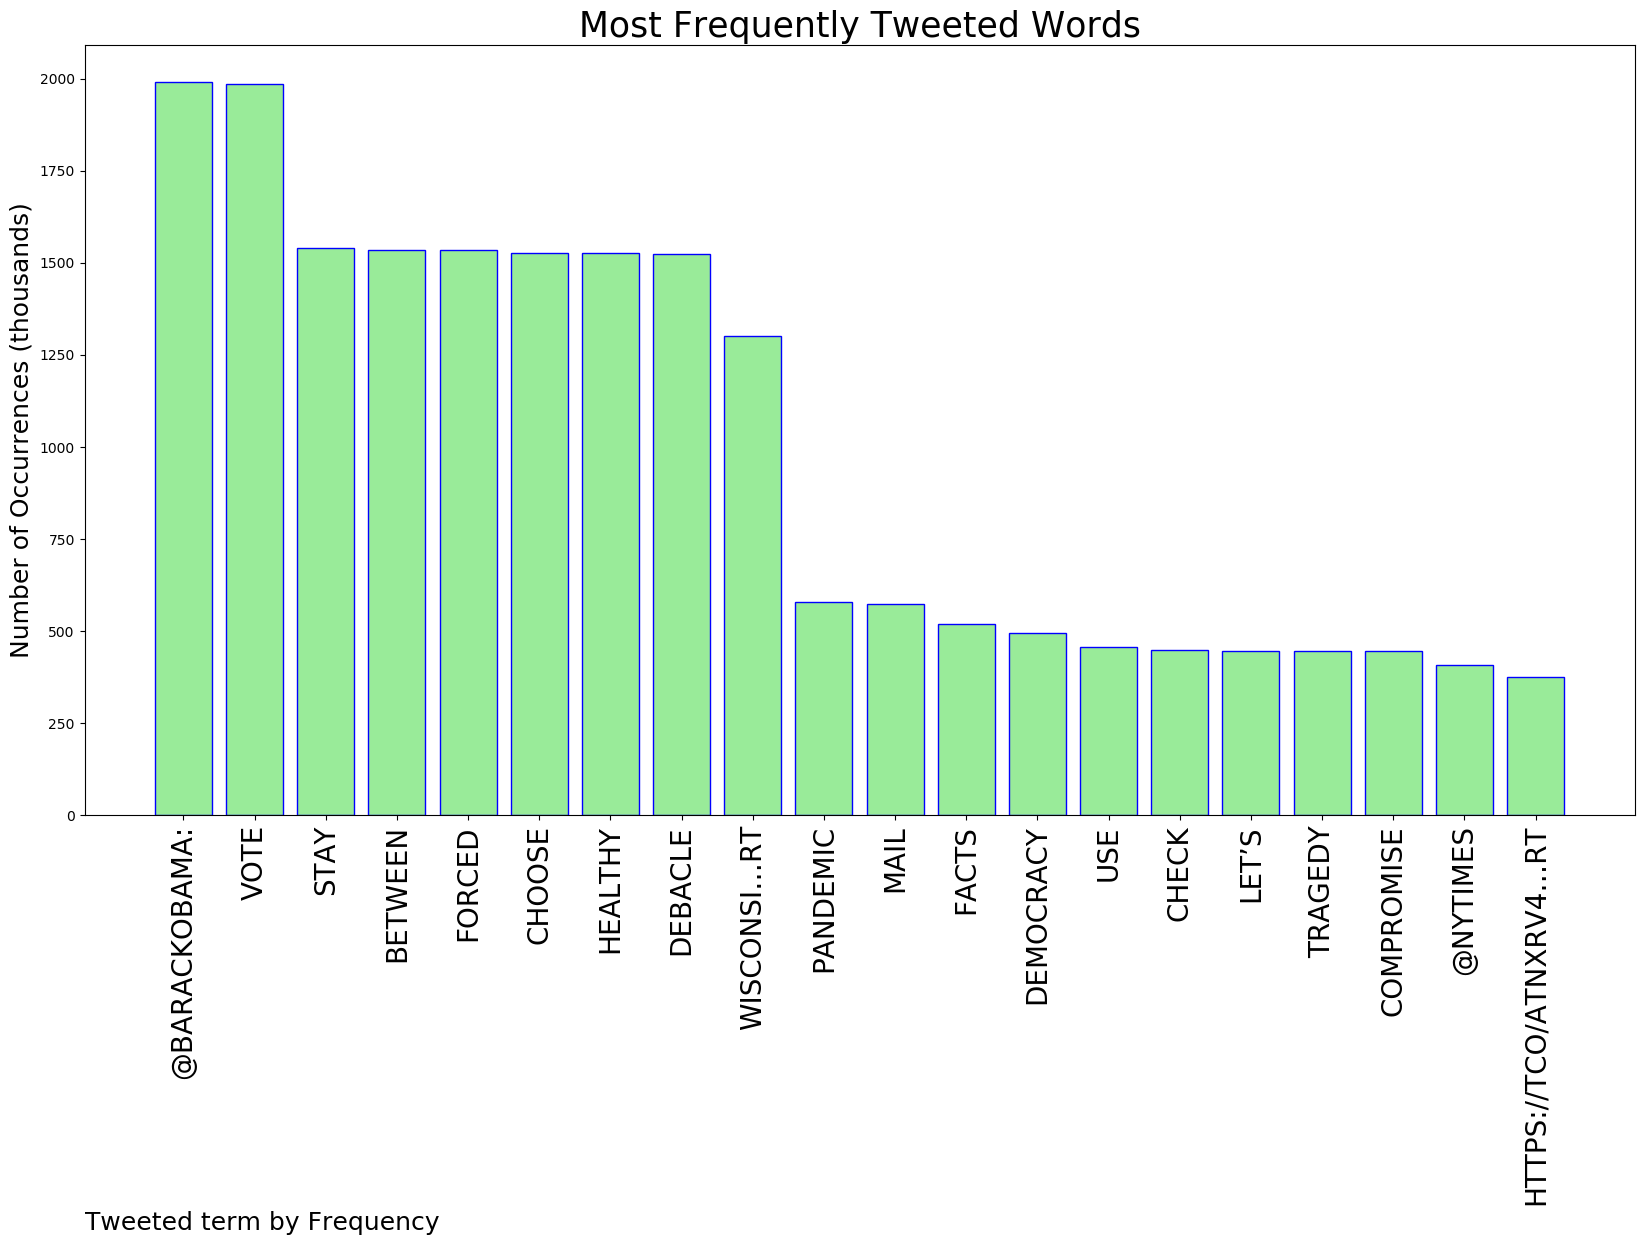 Most Frequently Tweeted Words
Number of Occurrences (thousands)
2000
1750
1500
1250
1000
750
500
250
0
@BARACKOBAMA:
VOTE
STAY
BETWEEN
FORCED
CHOOSE
HEALTHY
DEBACLE
WISCONSI…RT
PANDEMIC
MAIL
FACTS
DEMOCRACY
USE
CHECK
LET’S
TRAGEDY
COMPROMISE
@NYTIMES
HTTPS://TCO/ATNXRV4…RT
Tweeted term by Frequency